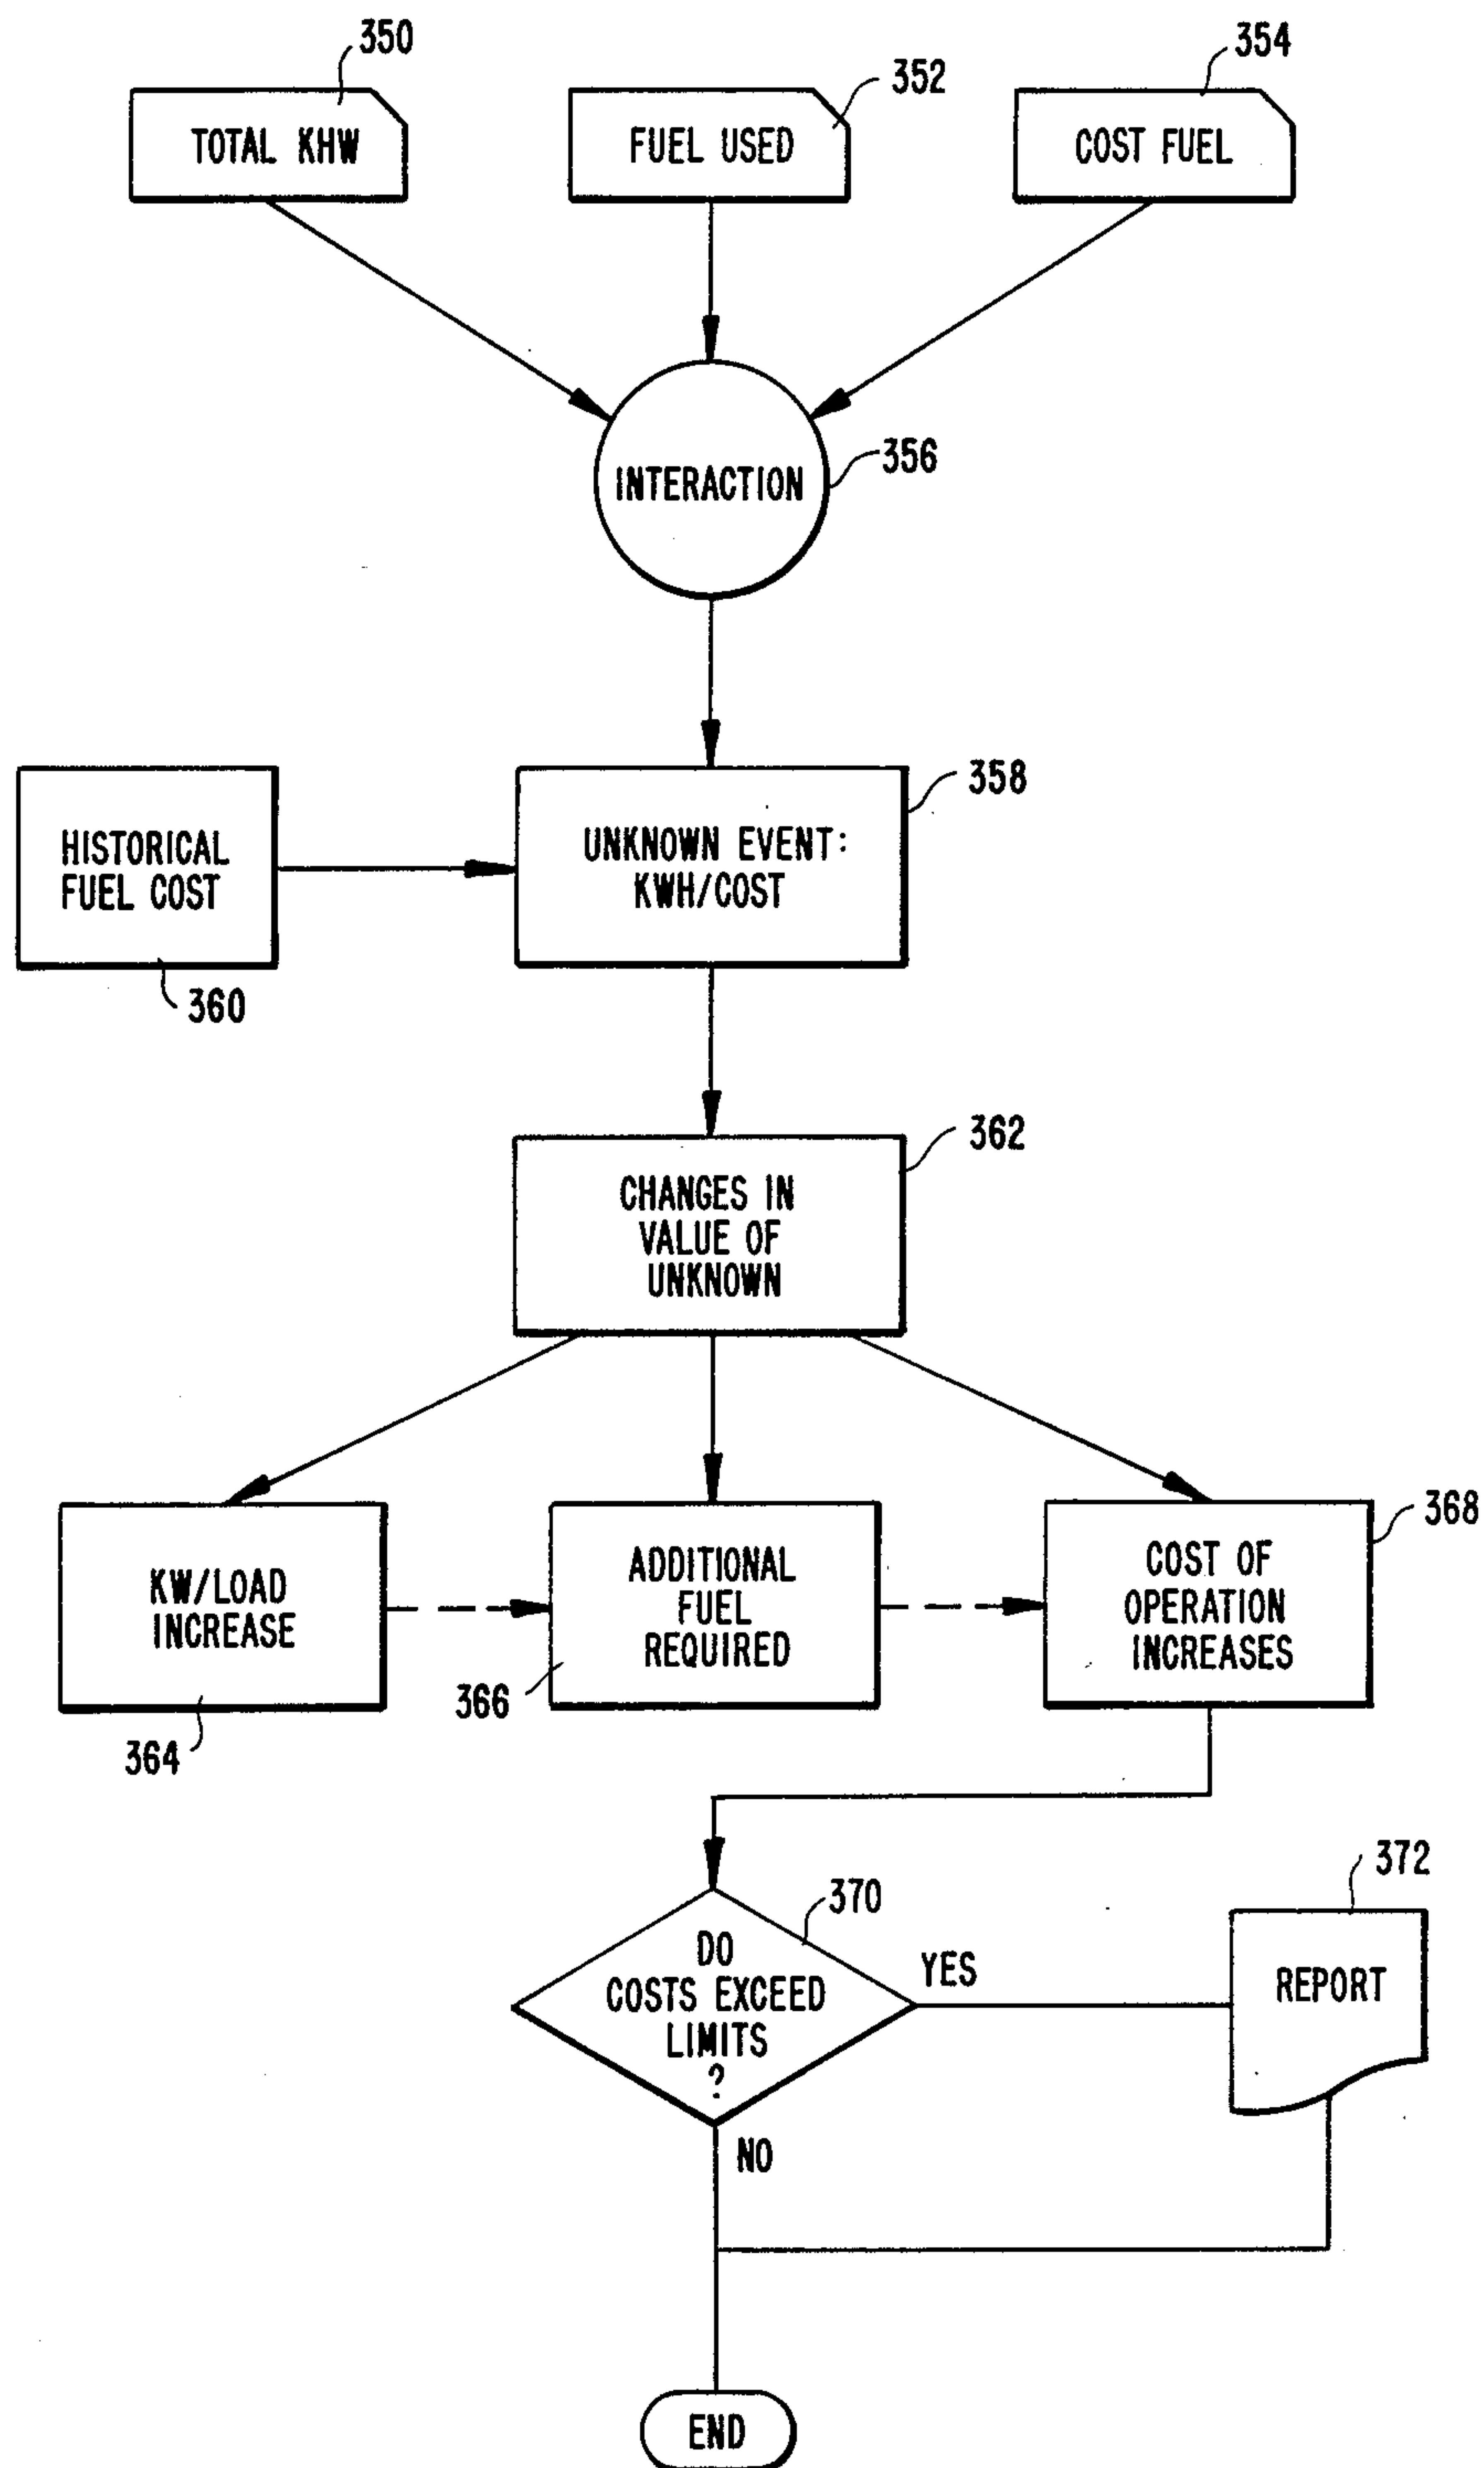 350
352
354
TOTAL KHW
FUEL USED
COST FUEL
INTERACTION
356
358
HISTORICAL
FUEL COST
360
UNKNOWN EVENT:
KWH/COST
362
CHANGES IN
VALUE OF
UNKNOWN
368
KW/LOAD
INCREASE
364
ADDITIONAL
FUEL
REQUIRED
366
COST OF
OPERATION
INCREASES
370
372
DO
COSTS EXCEED
LIMITS
?
YES
REPORT
NO
END